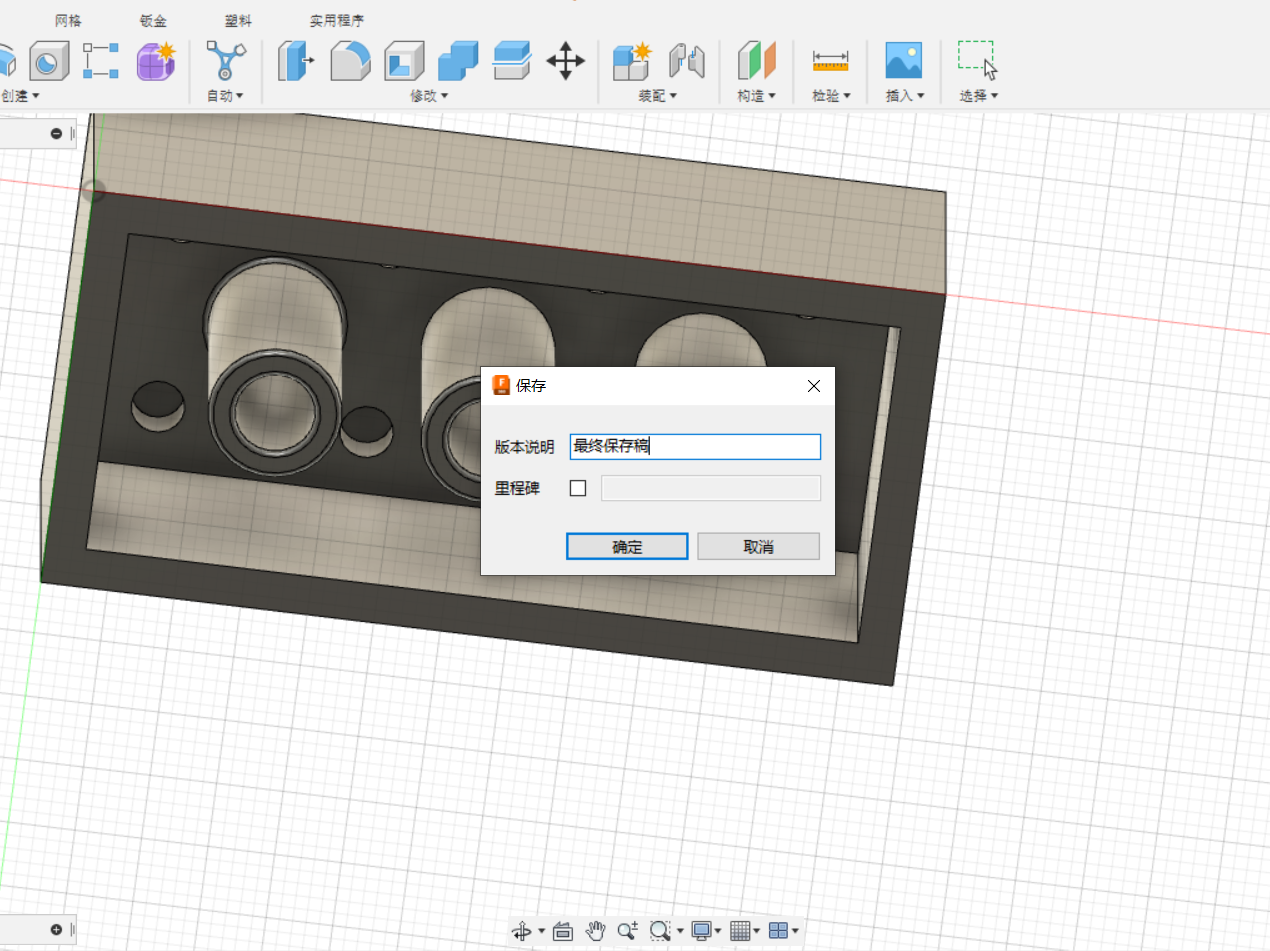 网格 钣金 塑料 实用程序
创建 自动 修改 装配 构造 检验 插入 选择
保存
版本说明 最终保存稿
里程碑
确定 取消